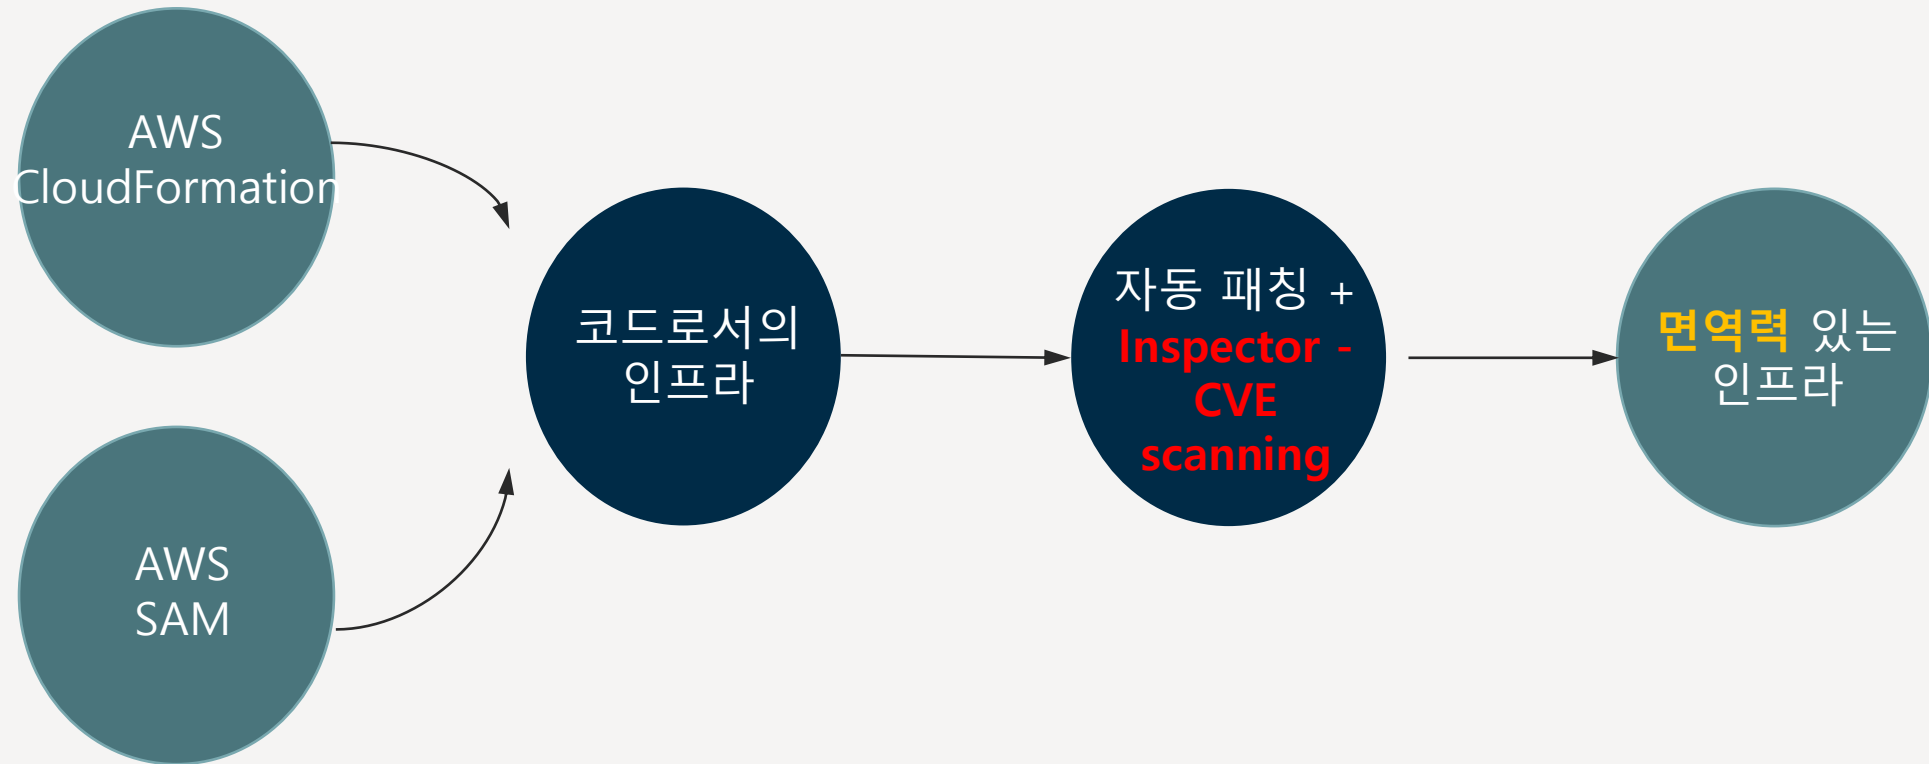 AWS
CloudFormation
AWS
SAM
코드로서의
인프라
자동 패칭 +
Inspector -
CVE
scanning
면역력 있는
인프라